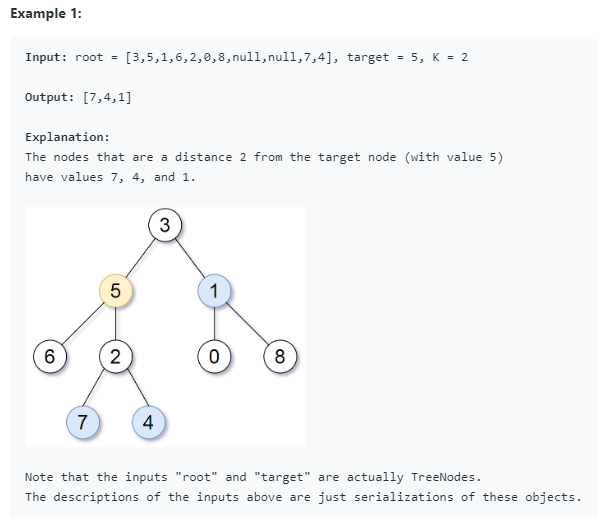 Example 1:
Input: root = [3,5,1,6,2,0,8,null,null,7,4], target = 5, K = 2
Output: [7,4,1]
Explanation:
The nodes that are a distance 2 from the target node (with value 5)
have values 7, 4, and 1.
3
5 1
6 2 0 8
7 4
Note that the inputs "root" and "target" are actually TreeNodes.
The descriptions of the inputs above are just serializations of these objects.